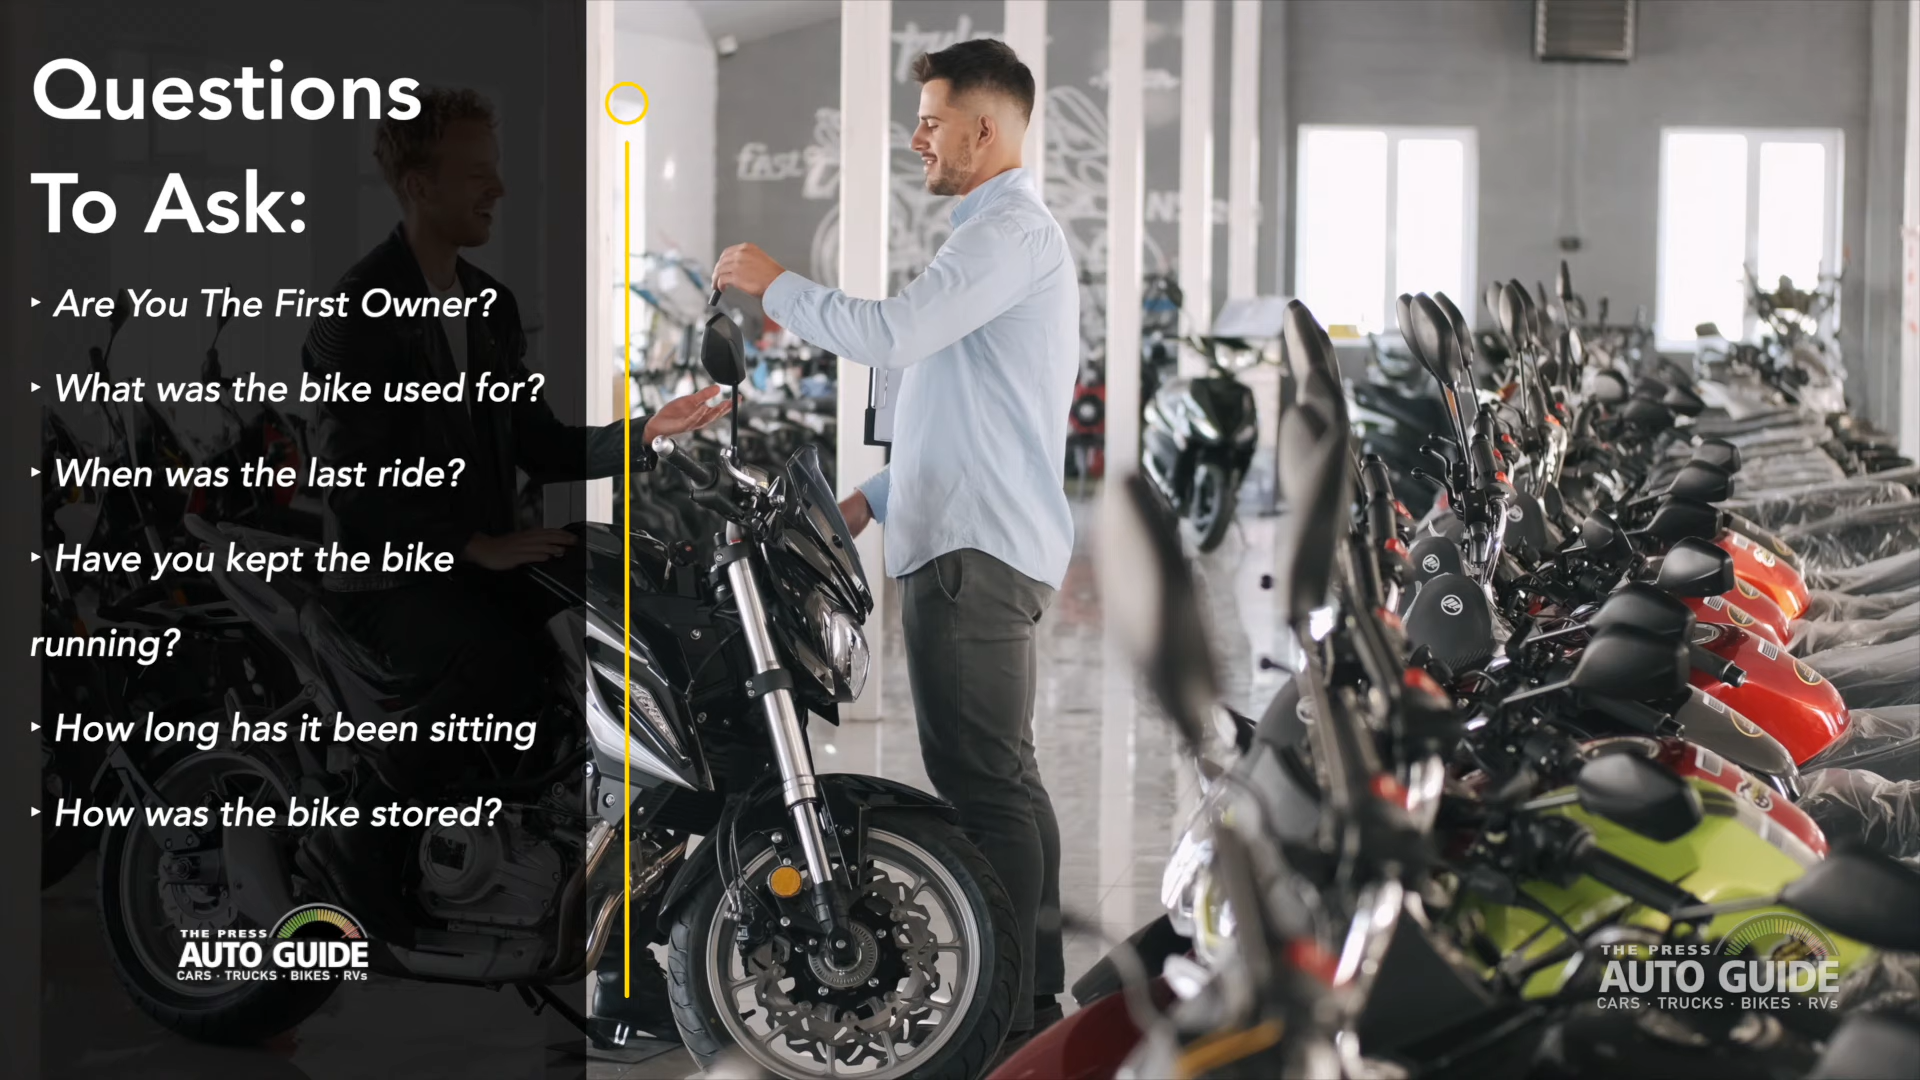 Questions
To Ask:
‣ Are You The First Owner?
‣ What was the bike used for?
‣ When was the last ride?
‣ Have you kept the bike
running?
‣ How long has it been sitting
‣ How was the bike stored?
THE PRESS
AUTO GUIDE
CARS · TRUCKS · BIKES · RVs
fast
THE PRESS
AUTO GUIDE
CARS · TRUCKS · BIKES · RVs